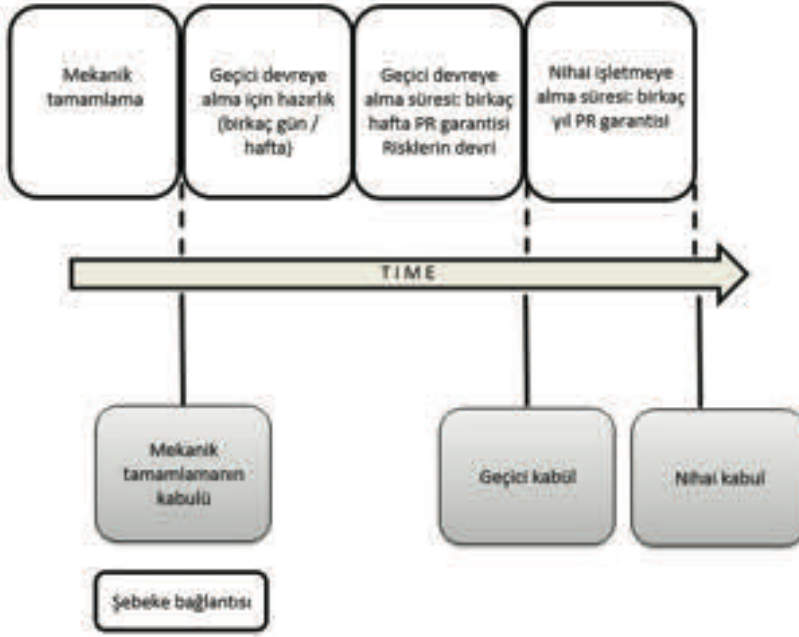 Mekanik
tamamlama
Geçici devreye
alma için hazırlık
(birkaç gün /
hafta)
Geçici devreye
alma süresi: birkaç
hafta PR garantisi
Risklerin devri
Nihai işletmeye
alma süresi: birkaç
yıl PR garantisi
TIME
Mekanik
tamamlamanın
kabulü
Geçici kabül
Nihai kabul
Şebeke bağlantısı